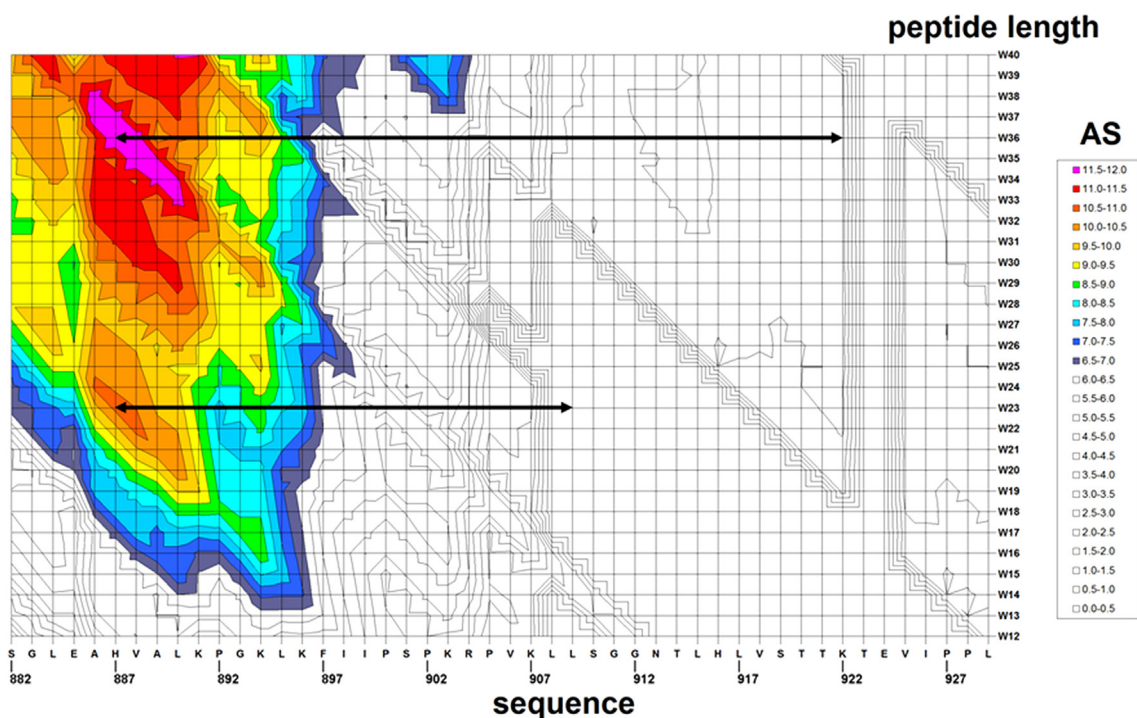 peptide length
W40
W39
W38
W37
W36
W35
W34
W33
W32
W31
W30
W29
W28
W27
W26
W25
W24
W23
W22
W21
W20
W19
W18
W17
W16
W15
W14
W13
W12
AS
11.5-12.0
11.0-11.5
10.5-11.0
10.0-10.5
9.5-10.0
9.0-9.5
8.5-9.0
8.0-8.5
7.5-8.0
7.0-7.5
6.5-7.0
6.0-6.5
5.5-6.0
5.0-5.5
4.5-5.0
4.0-4.5
3.5-4.0
3.0-3.5
2.5-3.0
2.0-2.5
1.5-2.0
1.0-1.5
0.5-1.0
0.0-0.5
S G L E A H V A L K P G K L K F I I P S P K R P V K L L S G G N T L H L V S T T K T E V I P P L
882 887 892 897 902 907 912 917 922 927
sequence